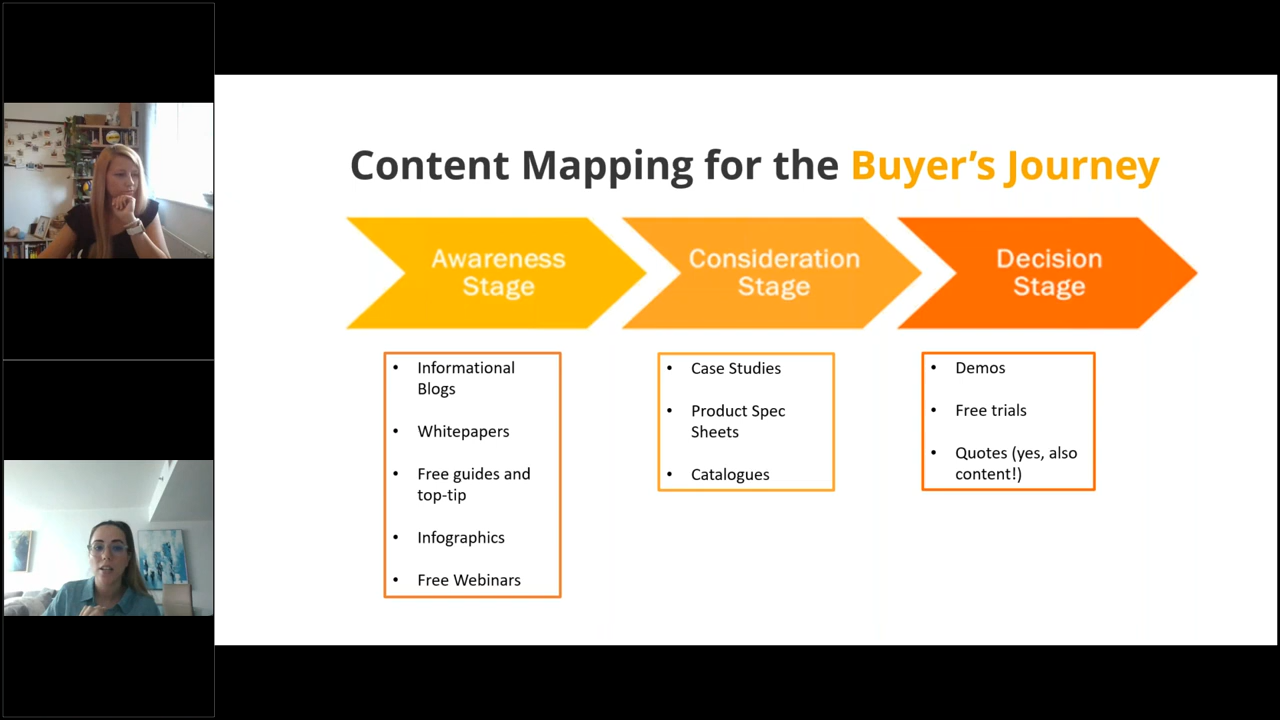 Content Mapping for the Buyer's Journey
Awareness
Stage
Consideration
Stage
Decision
Stage
• Informational
Blogs
• Whitepapers
• Free guides and
top-tip
• Infographics
• Free Webinars
• Case Studies
• Product Spec
Sheets
• Catalogues
• Demos
• Free trials
• Quotes (yes, also
content!)